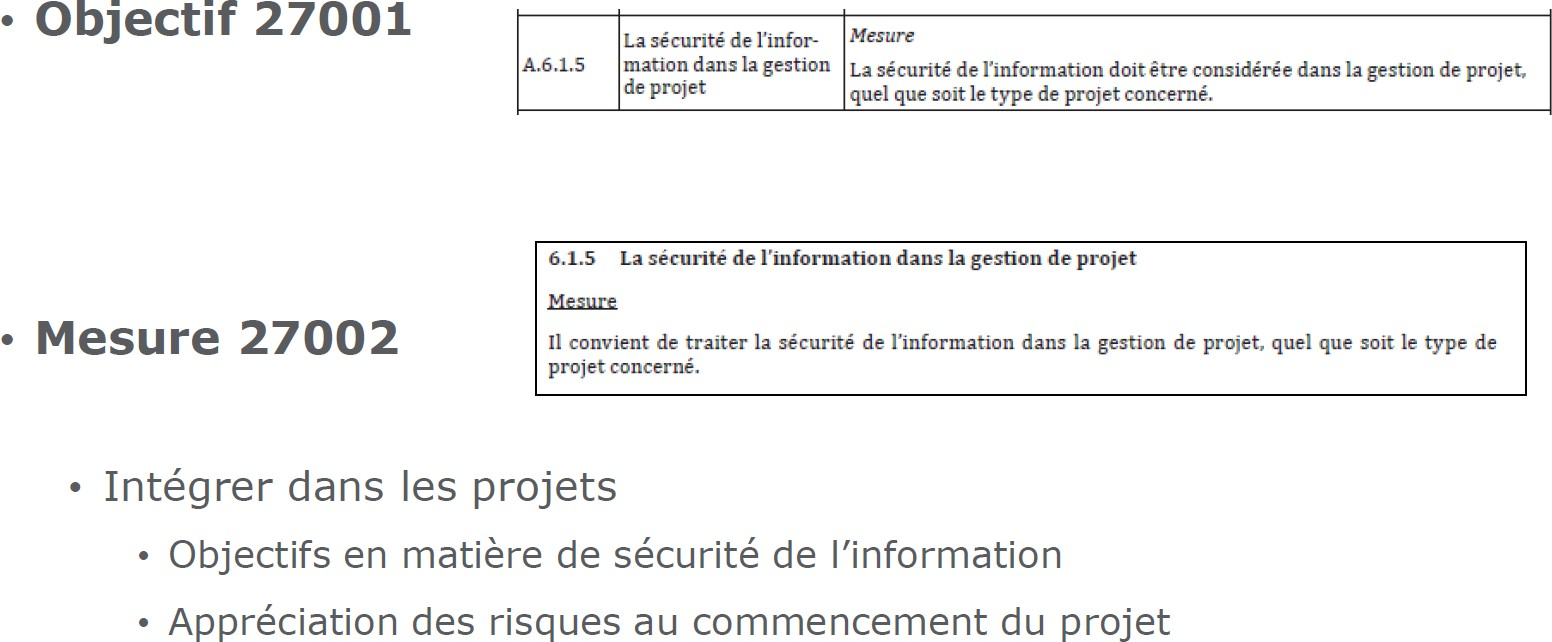 • Objectif 27001
A.6.1.5
La sécurité de l'infor-
mation dans la gestion
de projet
Mesure
La sécurité de l'information doit être considérée dans la gestion de projet,
quel que soit le type de projet concerné.
6.1.5 La sécurité de l'information dans la gestion de projet
Mesure
• Mesure 27002
Il convient de traiter la sécurité de l'information dans la gestion de projet, quel que soit le type de
projet concerné.
• Intégrer dans les projets
• Objectifs en matière de sécurité de l'information
• Appréciation des risques au commencement du projet